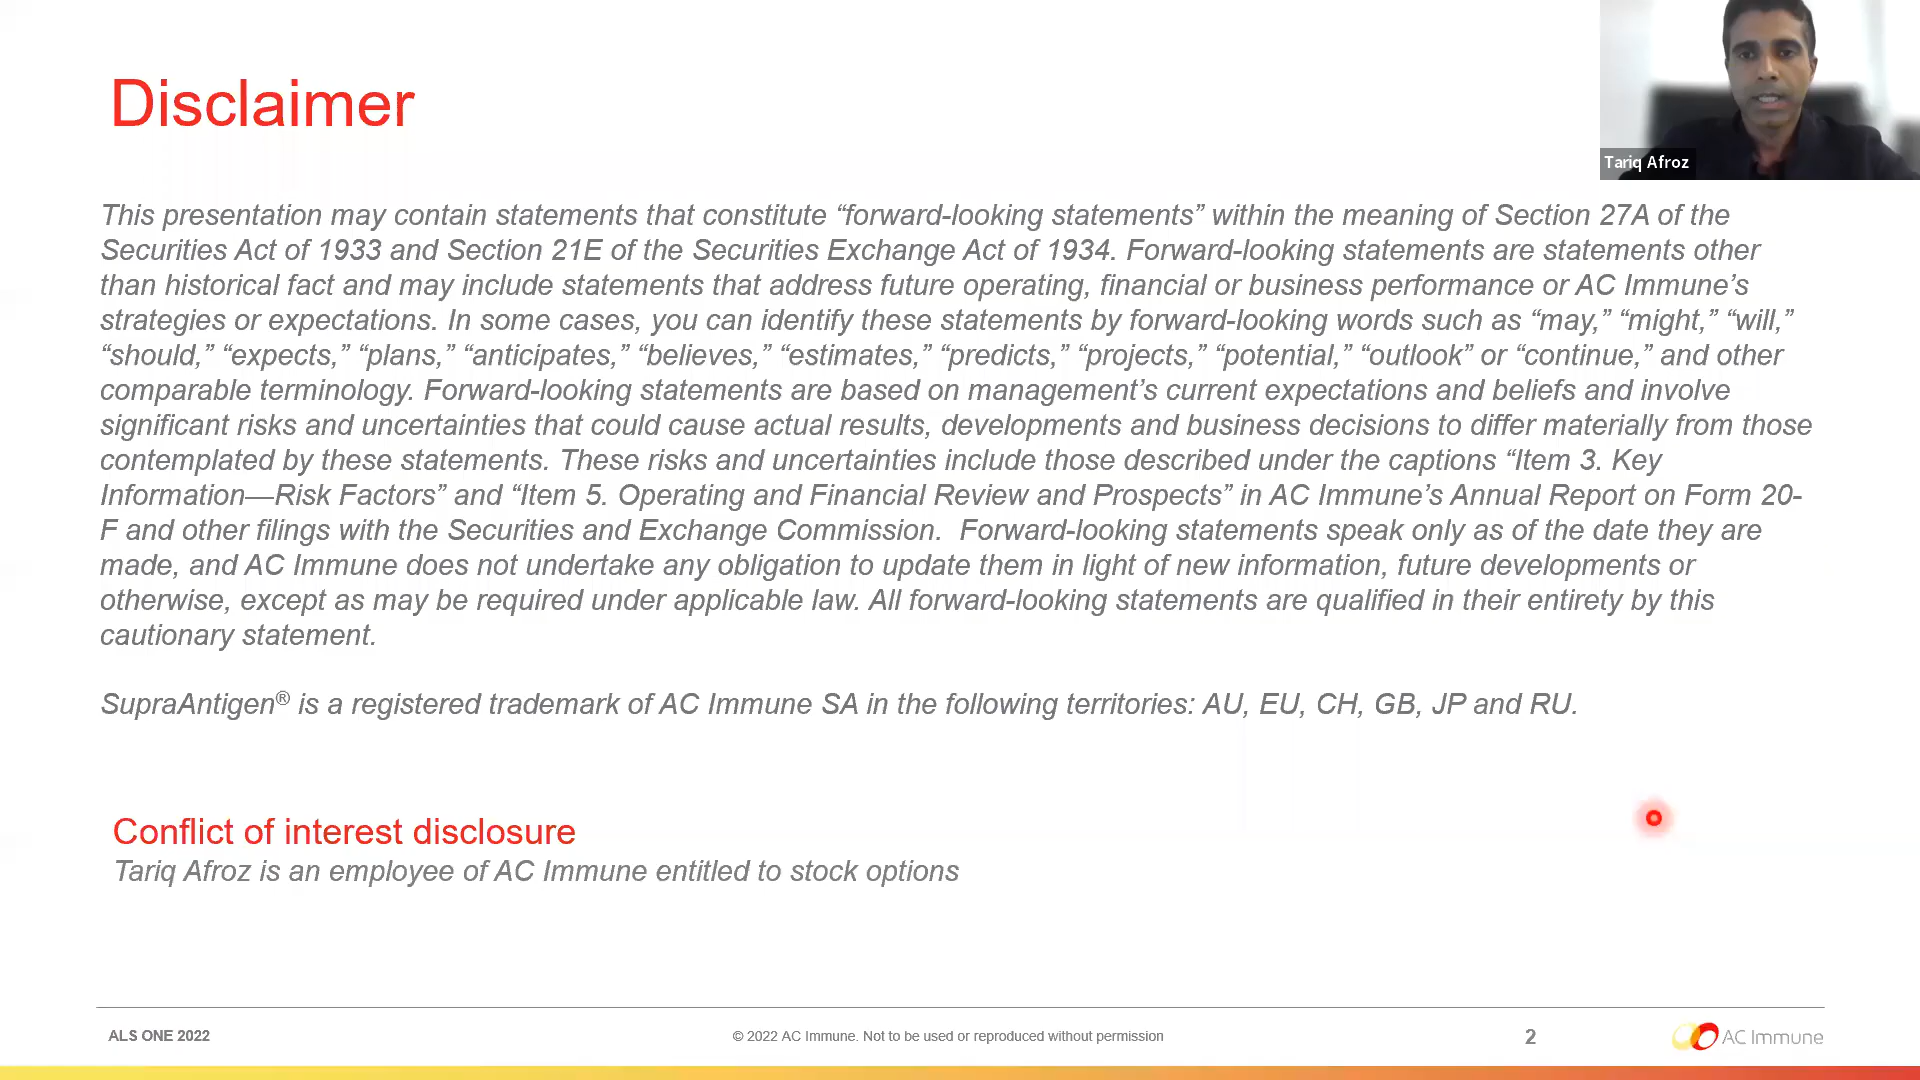 Disclaimer
Tariq Afroz
This presentation may contain statements that constitute “forward-looking statements” within the meaning of Section 27A of the
Securities Act of 1933 and Section 21E of the Securities Exchange Act of 1934. Forward-looking statements are statements other
than historical fact and may include statements that address future operating, financial or business performance or AC Immune’s
strategies or expectations. In some cases, you can identify these statements by forward-looking words such as “may,” “might,” “will,”
“should,” “expects,” “plans,” “anticipates,” “believes,” “estimates,” “predicts,” “projects,” “potential,” “outlook” or “continue,” and other
comparable terminology. Forward-looking statements are based on management’s current expectations and beliefs and involve
significant risks and uncertainties that could cause actual results, developments and business decisions to differ materially from those
contemplated by these statements. These risks and uncertainties include those described under the captions “Item 3. Key
Information—Risk Factors” and “Item 5. Operating and Financial Review and Prospects” in AC Immune’s Annual Report on Form 20-
F and other filings with the Securities and Exchange Commission.  Forward-looking statements speak only as of the date they are
made, and AC Immune does not undertake any obligation to update them in light of new information, future developments or
otherwise, except as may be required under applicable law. All forward-looking statements are qualified in their entirety by this
cautionary statement.
SupraAntigen® is a registered trademark of AC Immune SA in the following territories: AU, EU, CH, GB, JP and RU.
Conflict of interest disclosure
Tariq Afroz is an employee of AC Immune entitled to stock options
ALS ONE 2022
© 2022 AC Immune. Not to be used or reproduced without permission
2
AC Immune